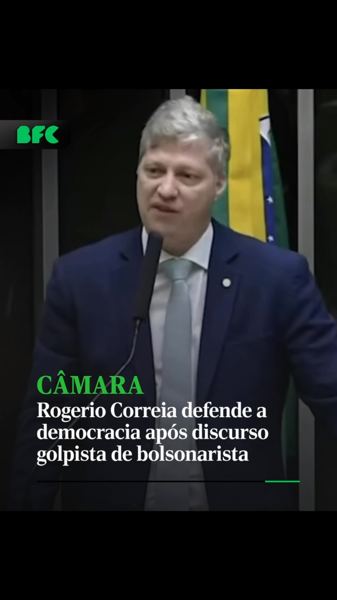 BFC
CÂMARA
Rogerio Correia defende a
democracia após discurso
golpista de bolsonarista